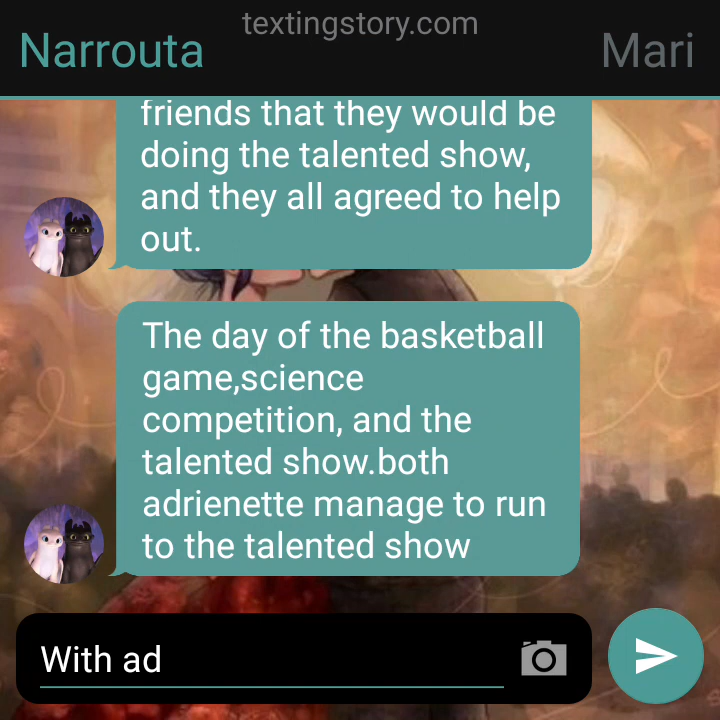 textingstory.com
Narrouta
Mari
friends that they would be
doing the talented show,
and they all agreed to help
out.
The day of the basketball
game,science
competition, and the
talented show.both
adrienette manage to run
to the talented show
With ad